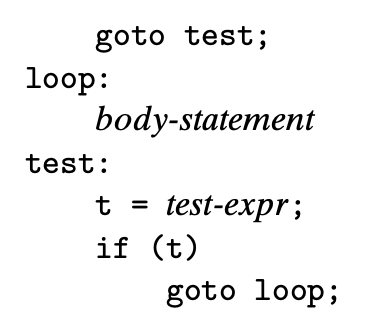 goto test;
loop:
body-statement
test:
t = test-expr;
if (t)
goto loop;